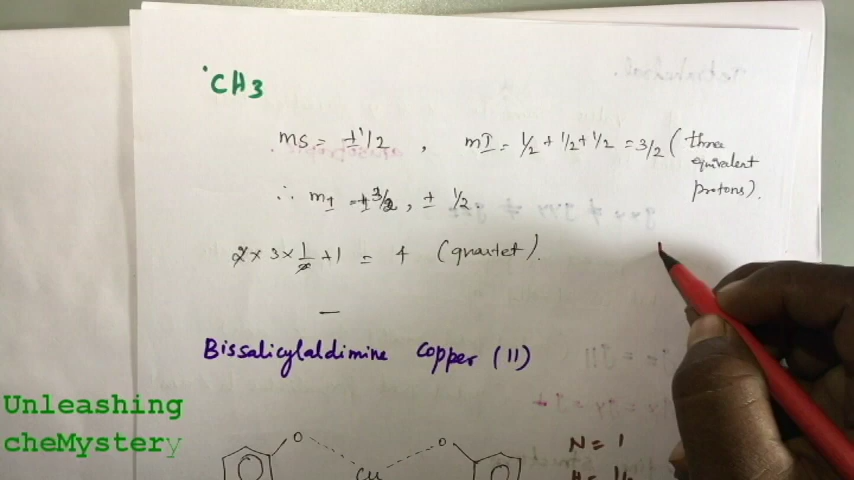 ·CH3
ms = ±1/2 , mI = 1/2 + 1/2 + 1/2 = 3/2 (three equivalent protons).
∴ mI = ±3/2, ± 1/2
2 × 3 × 1/2 + 1 = 4 (quartet).
Bissalicylaldimine copper (II)
Unleashing
cheMystery
O O
N = 1
Cu